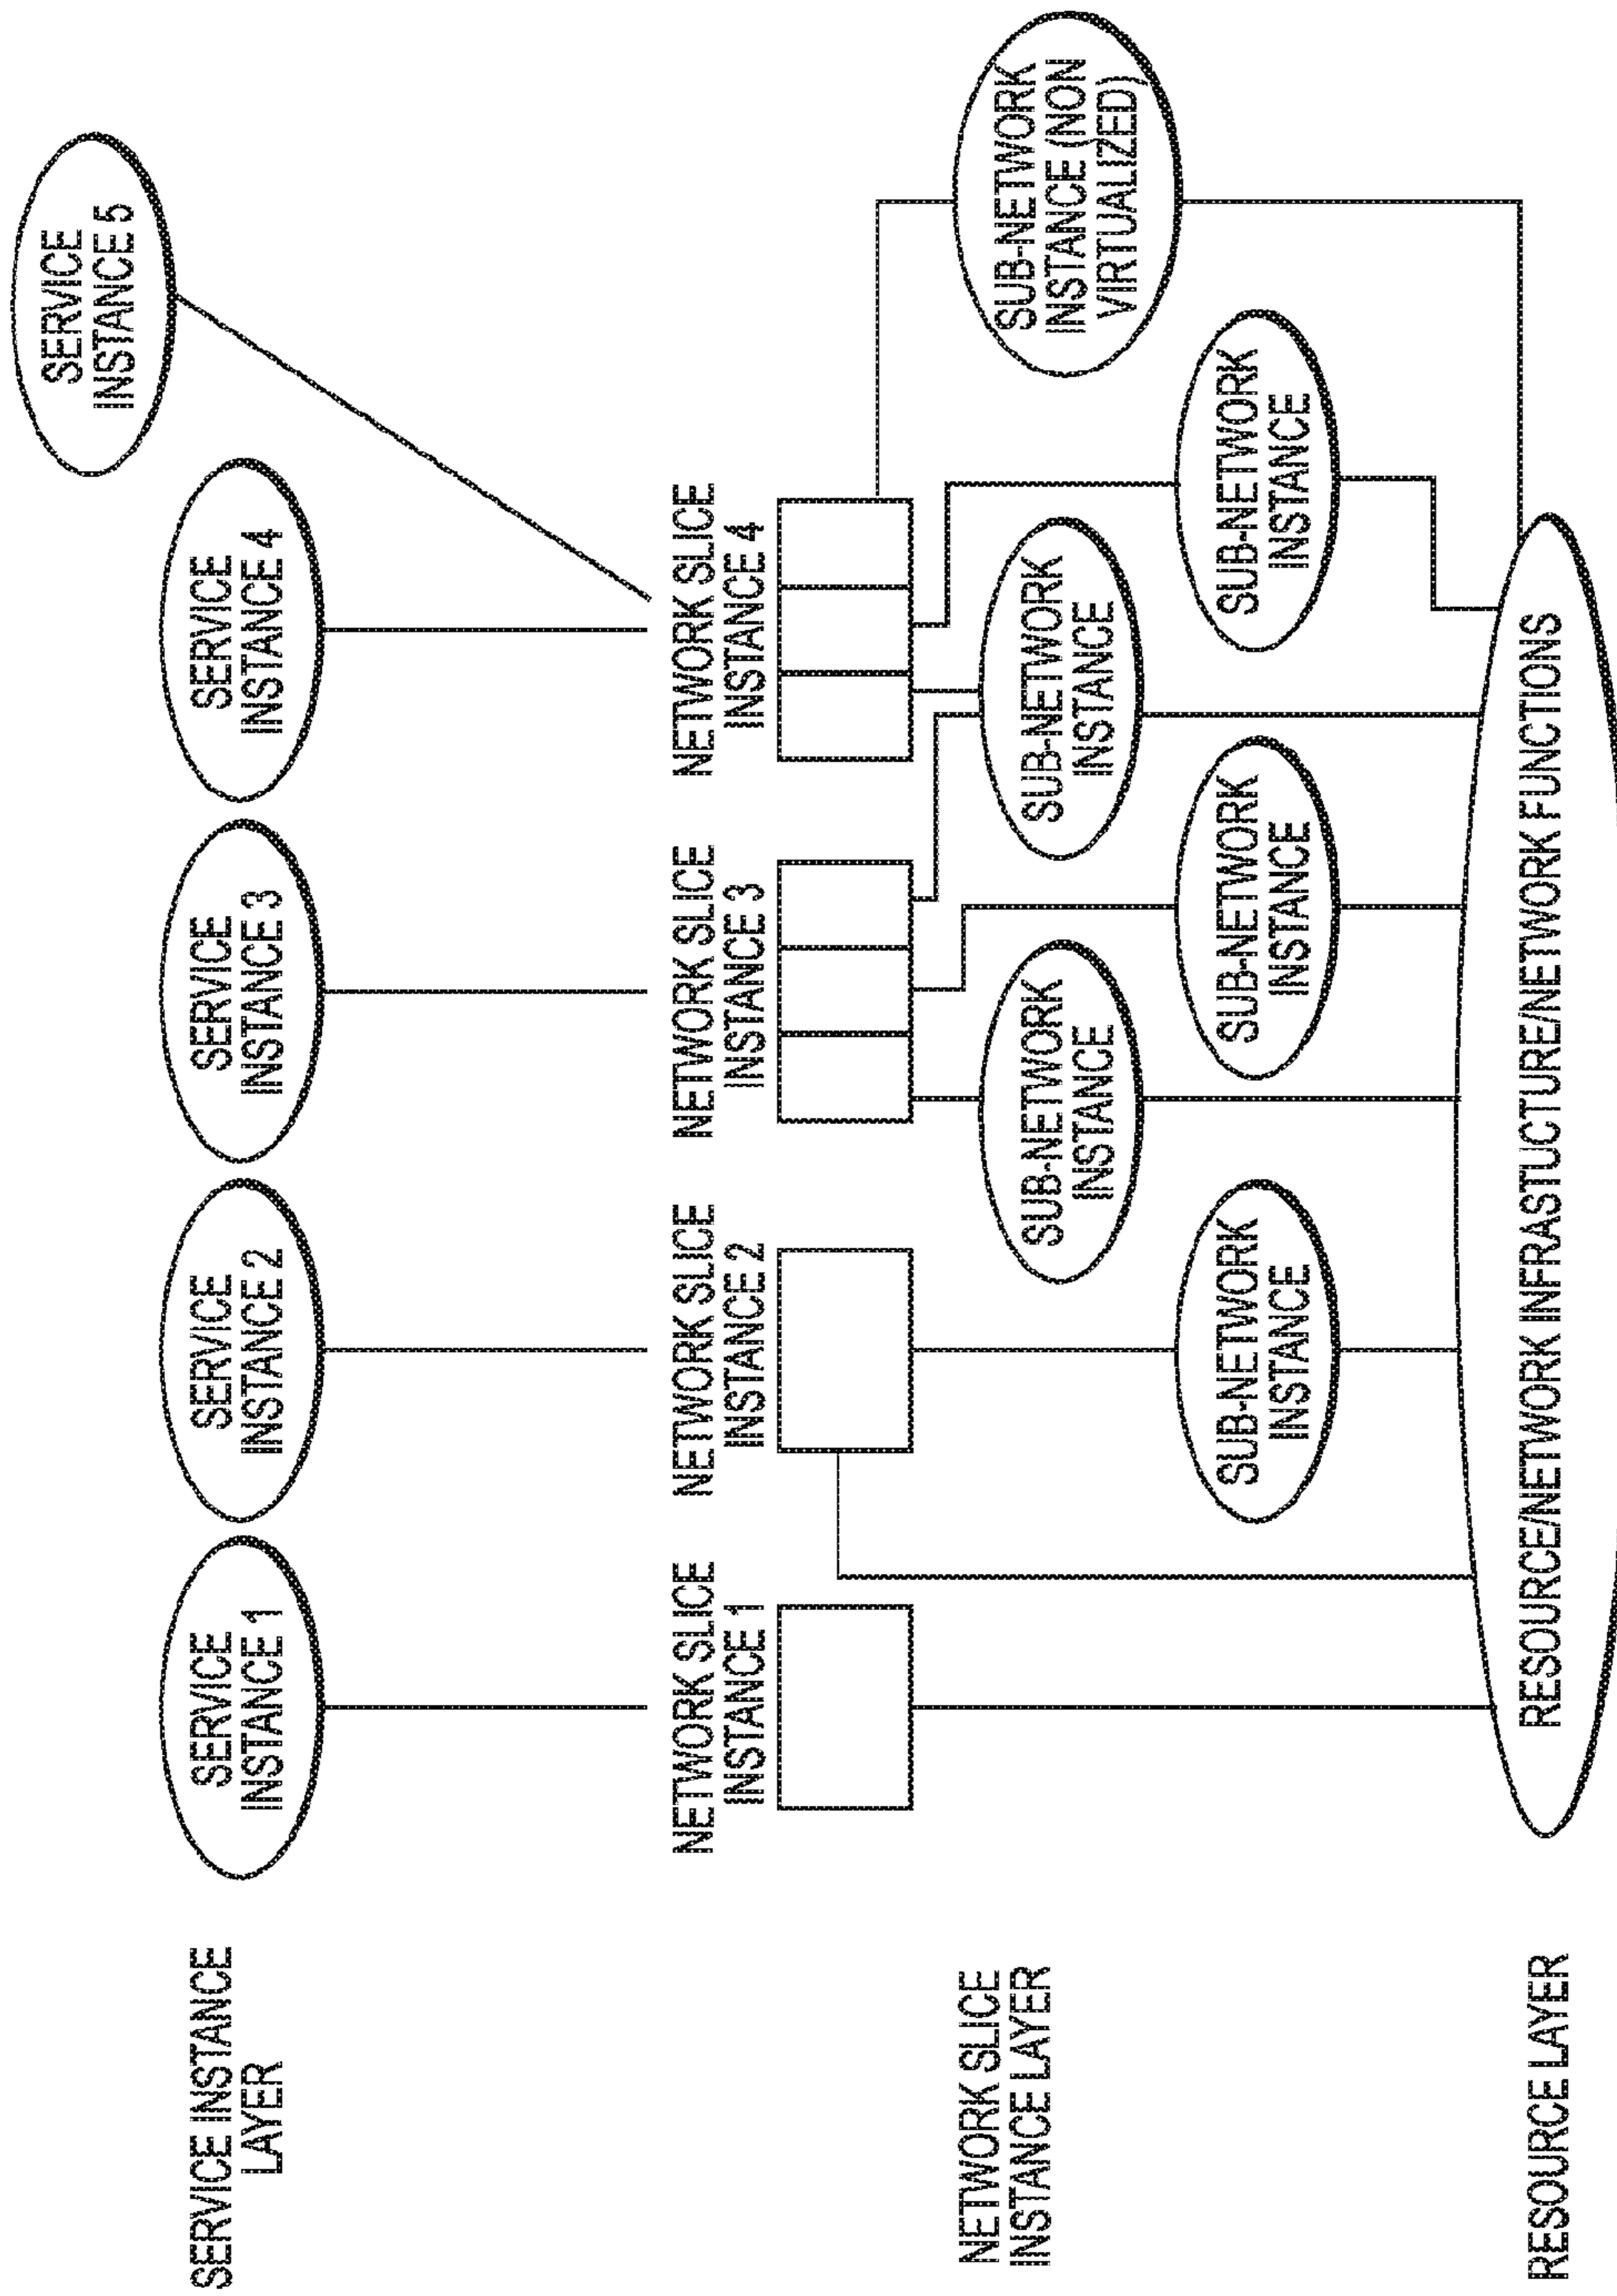 SERVICE INSTANCE
LAYER
SERVICE
INSTANCE 1
SERVICE
INSTANCE 2
SERVICE
INSTANCE 3
SERVICE
INSTANCE 4
SERVICE
INSTANCE 5
NETWORK SLICE
INSTANCE 1
NETWORK SLICE
INSTANCE 2
NETWORK SLICE
INSTANCE 3
NETWORK SLICE
INSTANCE 4
NETWORK SLICE
INSTANCE LAYER
SUB-NETWORK
INSTANCE
SUB-NETWORK
INSTANCE
SUB-NETWORK
INSTANCE (NON
VIRTUALIZED)
SUB-NETWORK
INSTANCE
SUB-NETWORK
INSTANCE
SUB-NETWORK
INSTANCE
RESOURCE LAYER
RESOURCE/NETWORK INFRASTUCTURE/NETWORK FUNCTIONS